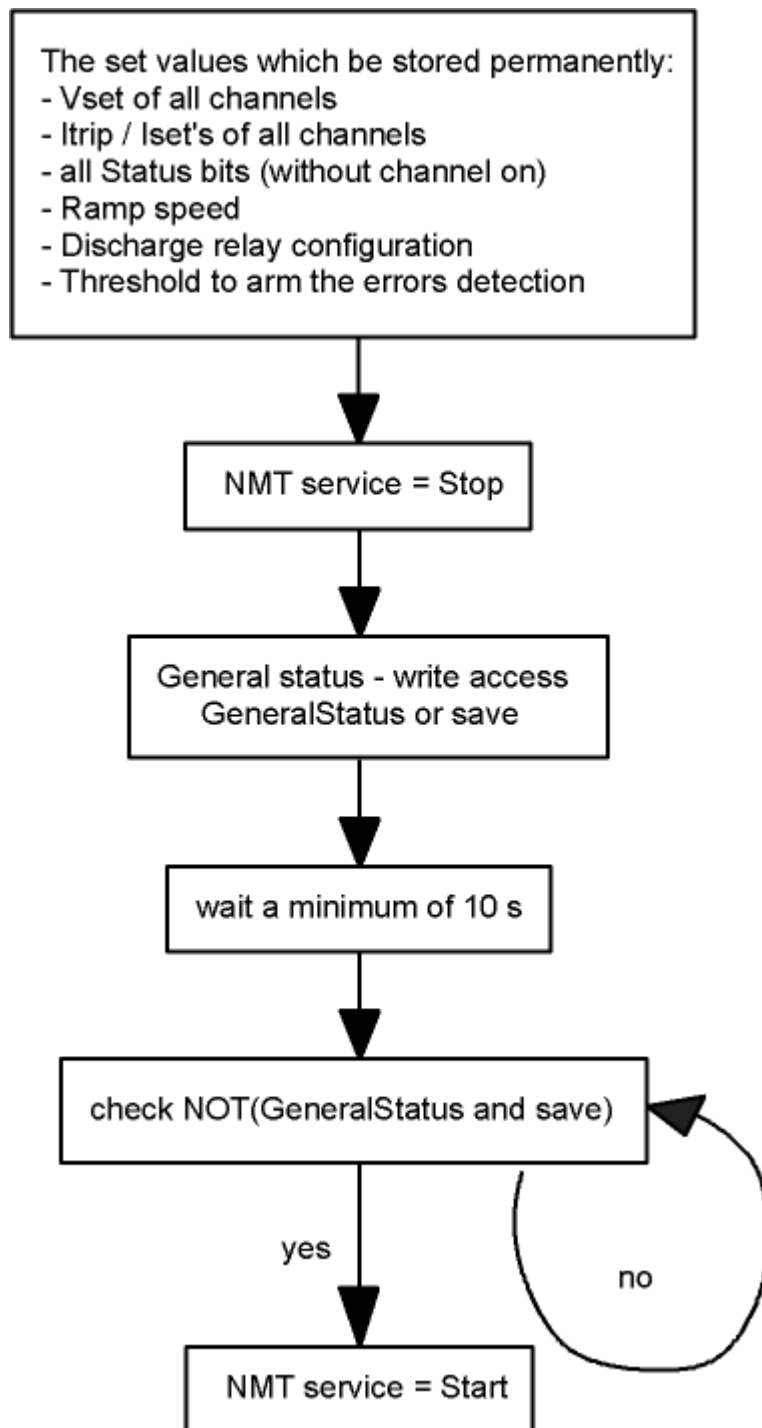 The set values which be stored permanently:
- Vset of all channels
- Itrip / Iset's of all channels
- all Status bits (without channel on)
- Ramp speed
- Discharge relay configuration
- Threshold to arm the errors detection
NMT service = Stop
General status - write access
GeneralStatus or save
wait a minimum of 10 s
check NOT(GeneralStatus and save)
yes
no
NMT service = Start